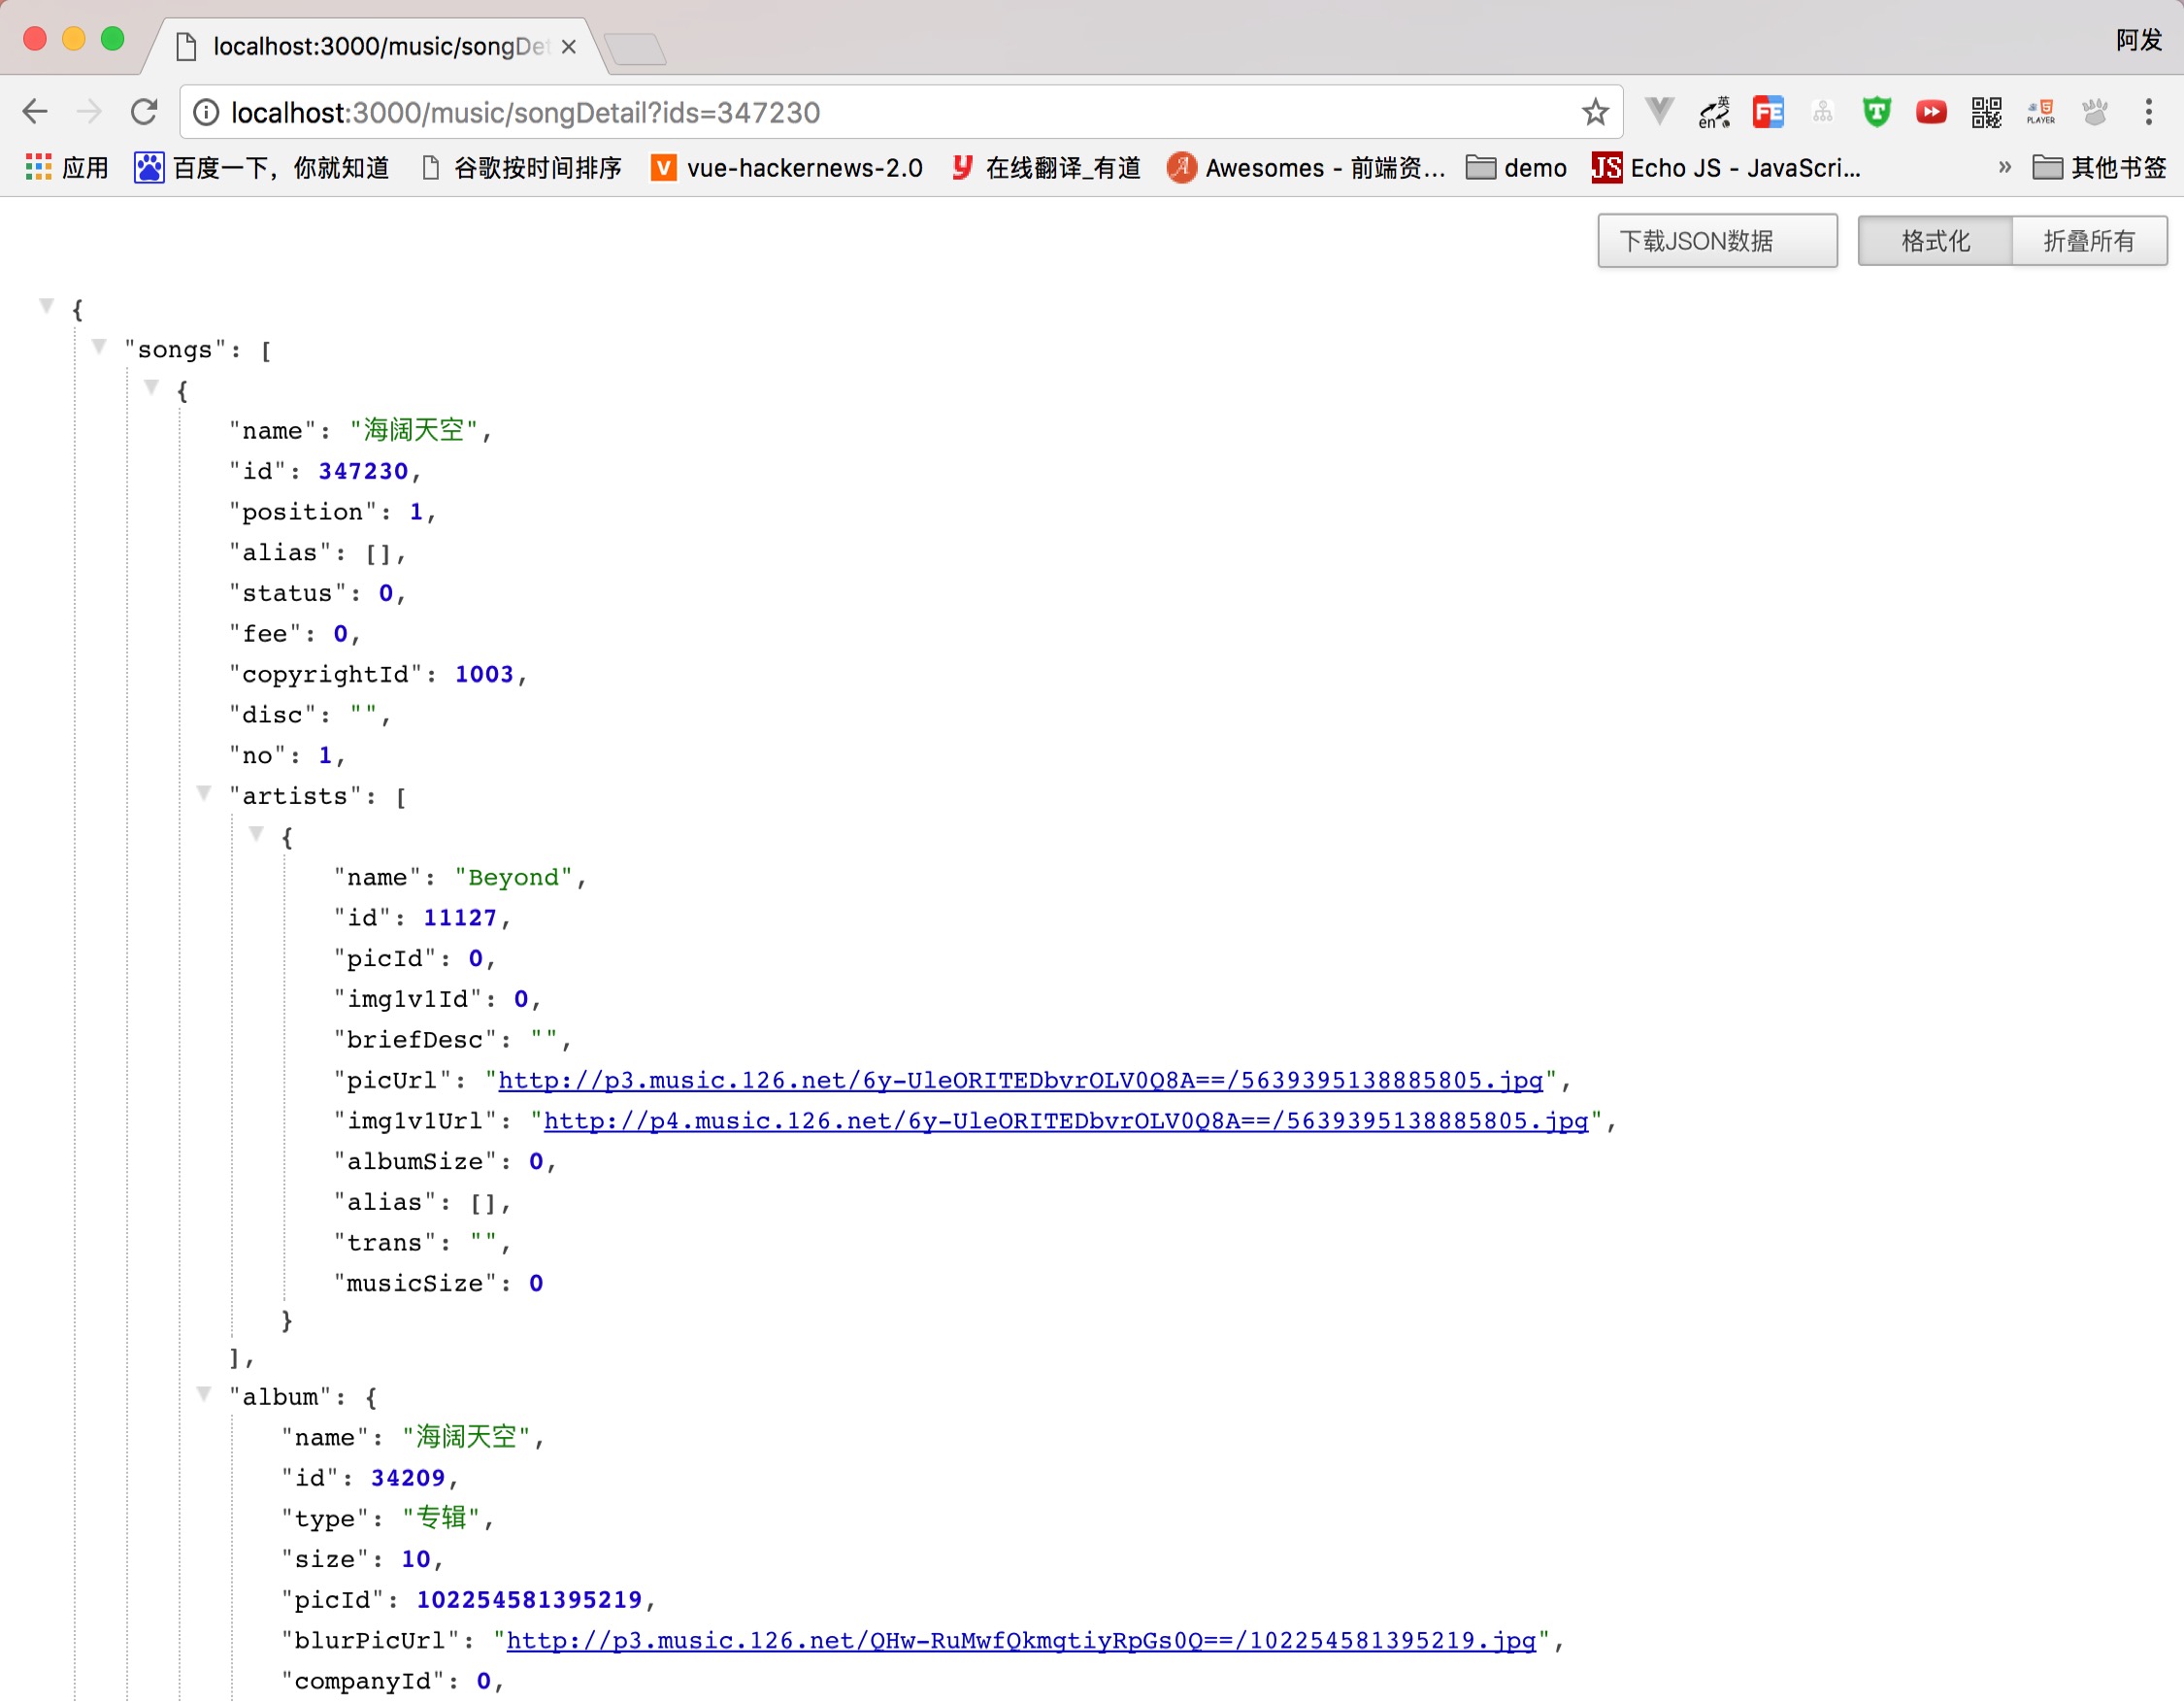 localhost:3000/music/songDet
阿发
localhost:3000/music/songDetail?ids=347230
英 en FE T PLAYER
应用 百度一下，你就知道 谷歌按时间排序 vue-hackernews-2.0 在线翻译_有道 Awesomes - 前端资... demo JS Echo JS - JavaScri... » 其他书签
下载JSON数据 格式化 折叠所有
{
"songs": [
{
"name": "海阔天空",
"id": 347230,
"position": 1,
"alias": [],
"status": 0,
"fee": 0,
"copyrightId": 1003,
"disc": "",
"no": 1,
"artists": [
{
"name": "Beyond",
"id": 11127,
"picId": 0,
"img1v1Id": 0,
"briefDesc": "",
"picUrl": "http://p3.music.126.net/6y-UleORITEDbvrOLV0Q8A==/5639395138885805.jpg",
"img1v1Url": "http://p4.music.126.net/6y-UleORITEDbvrOLV0Q8A==/5639395138885805.jpg",
"albumSize": 0,
"alias": [],
"trans": "",
"musicSize": 0
}
],
"album": {
"name": "海阔天空",
"id": 34209,
"type": "专辑",
"size": 10,
"picId": 102254581395219,
"blurPicUrl": "http://p3.music.126.net/QHw-RuMwfQkmgtiyRpGs0Q==/102254581395219.jpg",
"companyId": 0,